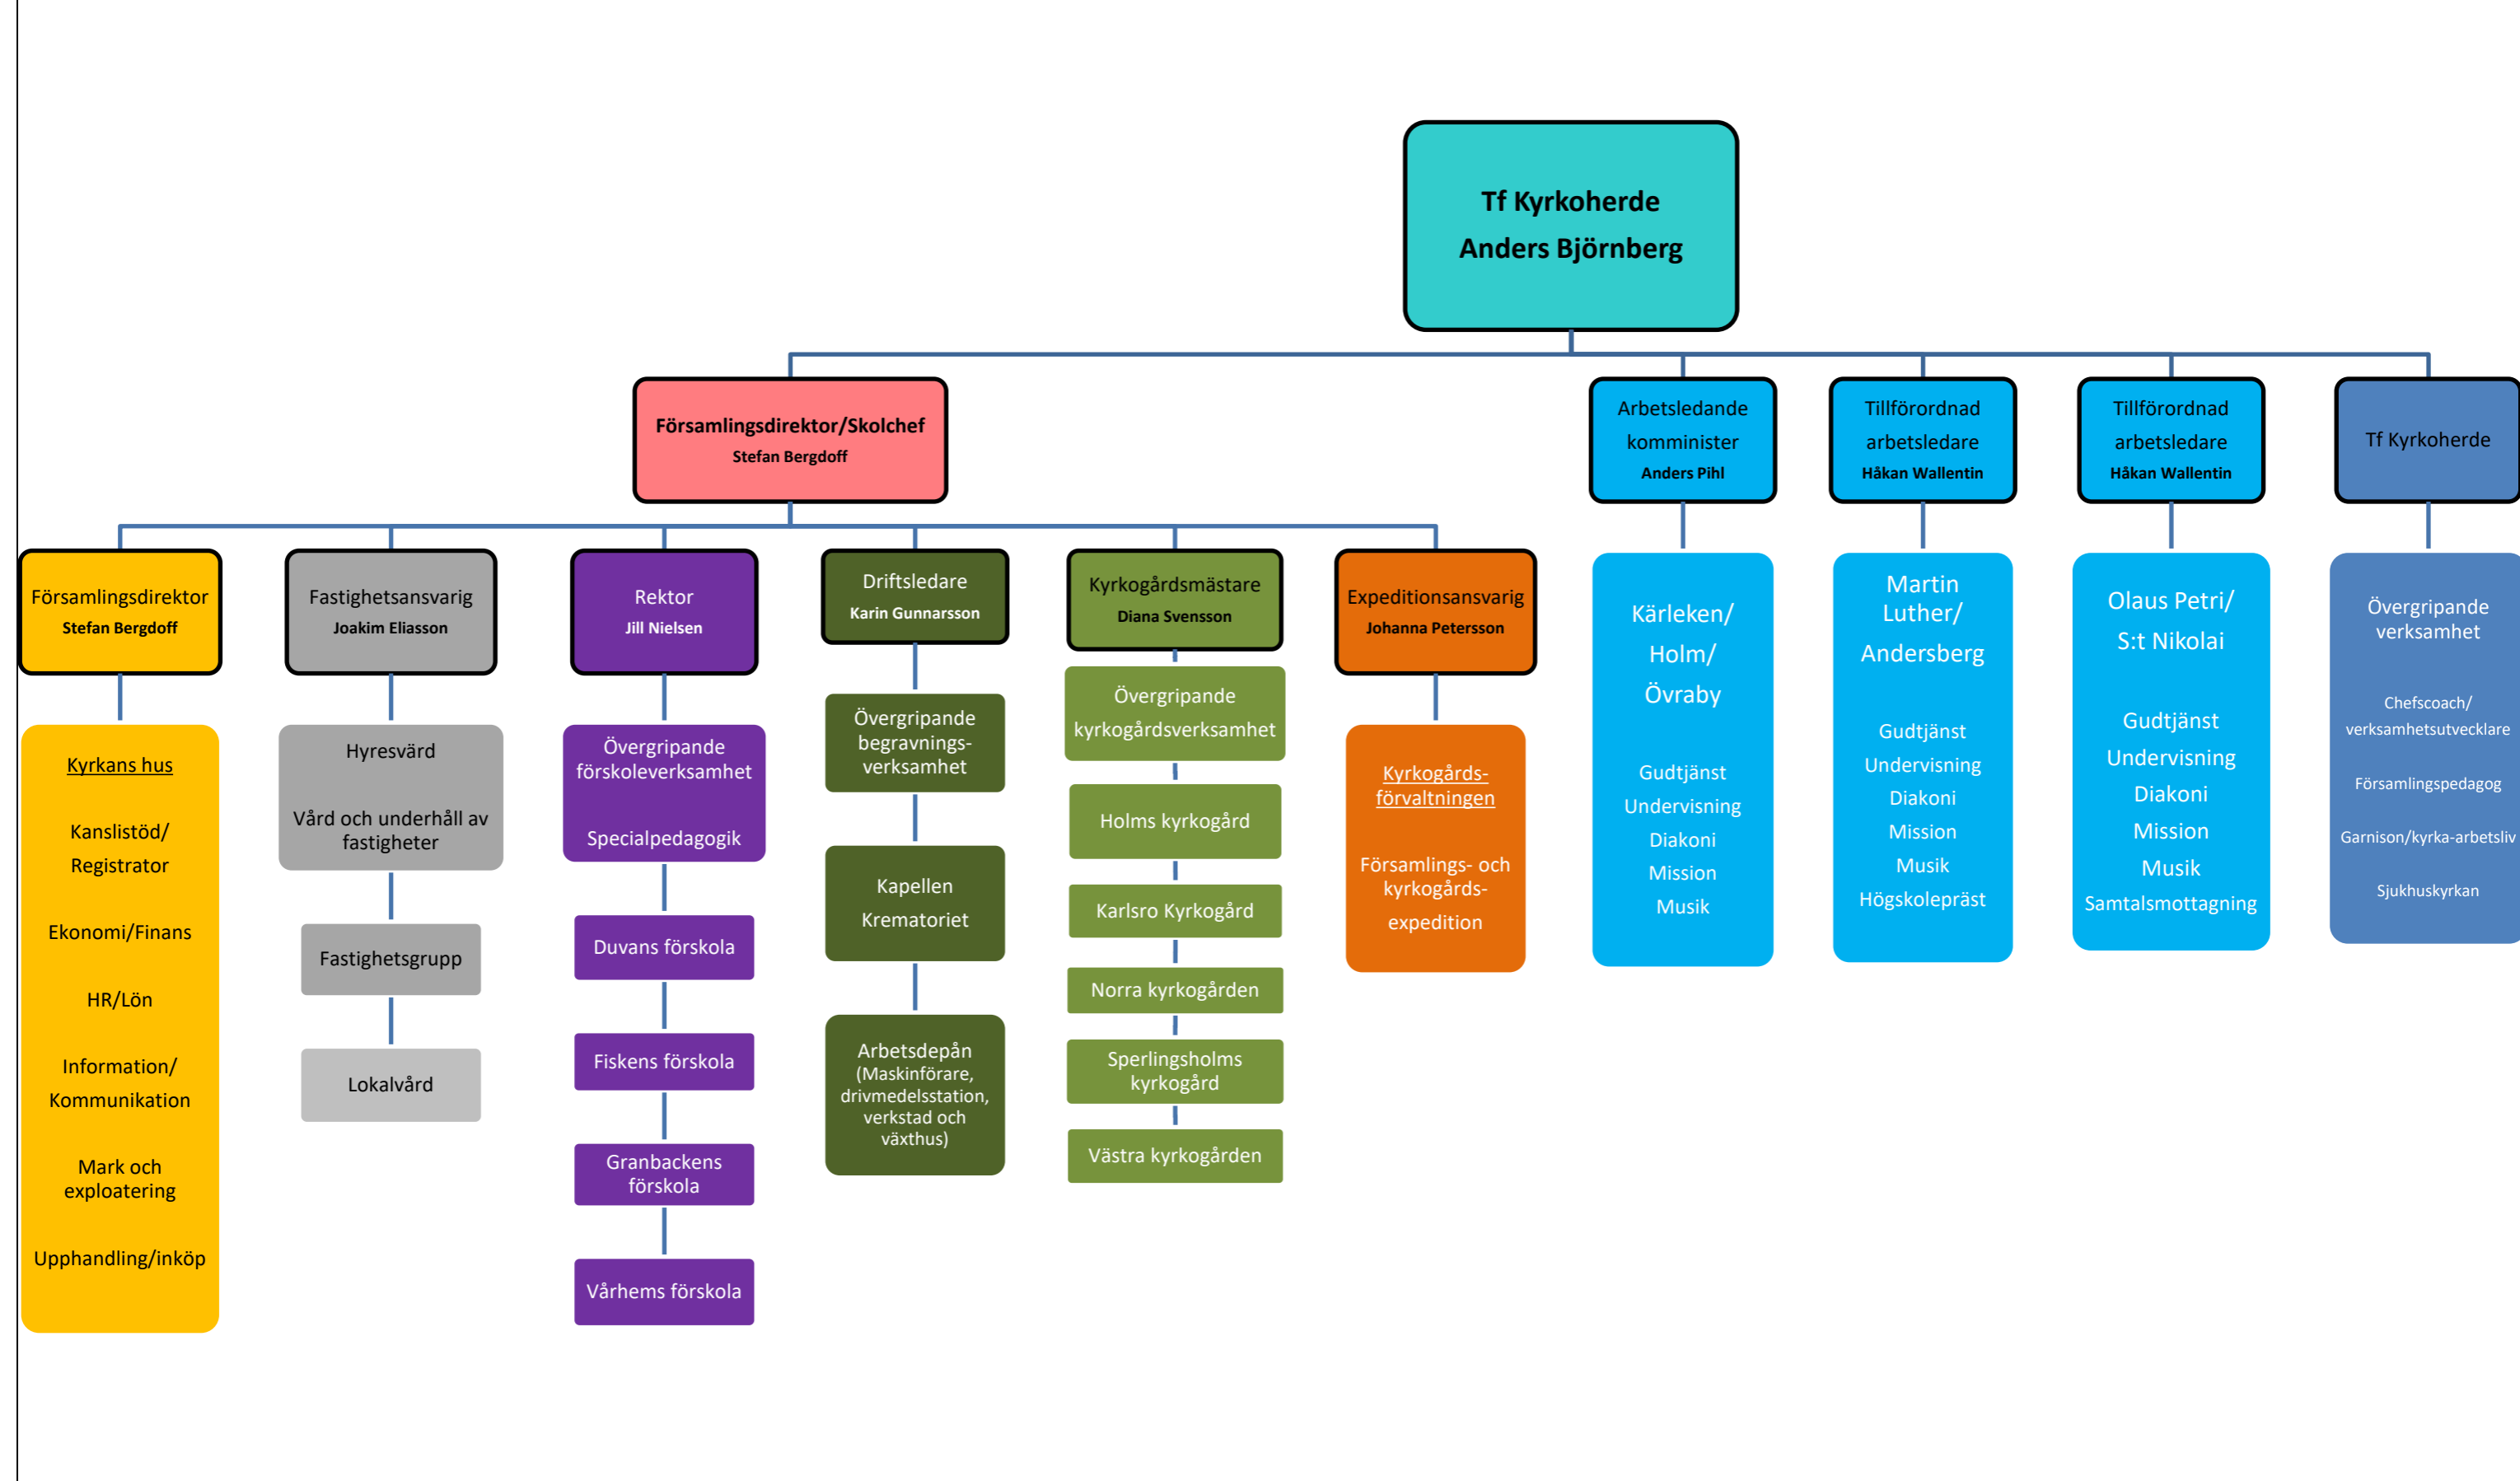 Tf Kyrkoherde
Anders Björnberg
Församlingsdirektor/Skolchef
Stefan Bergdoff
Arbetsledande
komminister
Anders Pihl
Tillförordnad
arbetsledare
Håkan Wallentin
Tillförordnad
arbetsledare
Håkan Wallentin
Tf Kyrkoherde
Församlingsdirektor
Stefan Bergdoff
Kyrkans hus
Kanslistöd/
Registrator
Ekonomi/Finans
HR/Lön
Information/
Kommunikation
Mark och
exploatering
Upphandling/inköp
Fastighetsansvarig
Joakim Eliasson
Hyresvärd
Vård och underhåll av
fastigheter
Fastighetsgrupp
Lokalvård
Rektor
Jill Nielsen
Övergripande
förskoleverksamhet
Specialpedagogik
Duvans förskola
Fiskens förskola
Granbackens
förskola
Vårhems förskola
Driftsledare
Karin Gunnarsson
Övergripande
begravnings-
verksamhet
Kapellen
Krematoriet
Arbetsdepån
(Maskinförare,
drivmedelsstation,
verkstad och
växthus)
Kyrkogårdsmästare
Diana Svensson
Övergripande
kyrkogårdsverksamhet
Holms kyrkogård
Karlsro Kyrkogård
Norra kyrkogården
Sperlingsholms
kyrkogård
Västra kyrkogården
Expeditionsansvarig
Johanna Petersson
Kyrkogårds-
förvaltningen
Församlings- och
kyrkogårds-
expedition
Kärleken/
Holm/
Övraby
Gudtjänst
Undervisning
Diakoni
Mission
Musik
Martin
Luther/
Andersberg
Gudtjänst
Undervisning
Diakoni
Mission
Musik
Högskolepräst
Olaus Petri/
S:t Nikolai
Gudtjänst
Undervisning
Diakoni
Mission
Musik
Samtalsmottagning
Övergripande
verksamhet
Chefscoach/
verksamhetsutvecklare
Församlingspedagog
Garnison/kyrka-arbetsliv
Sjukhuskyrkan